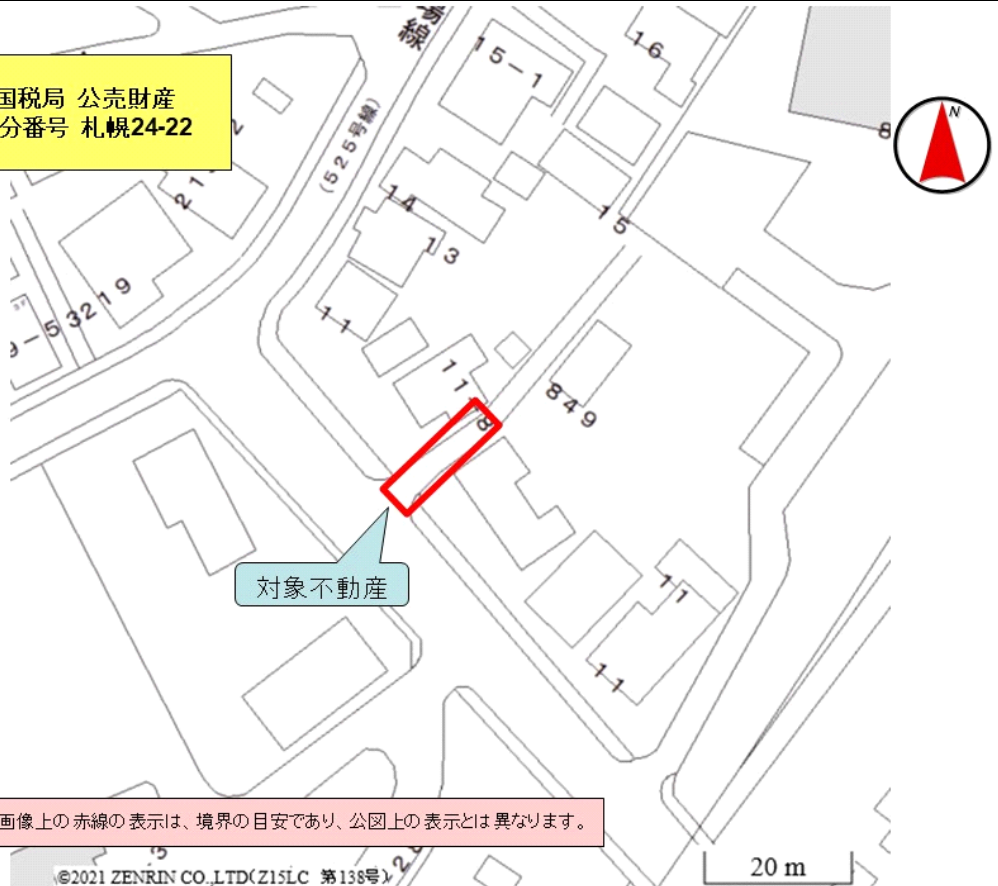 場線
国税局 公売財産
分番号 札幌24-22
(525号線)
15-1
16
8
15
14
13
11
219
849
11
8
対象不動産
11
11
画像上の赤線の表示は、境界の目安であり、公図上の表示とは異なります。
©2021 ZENRIN CO.,LTD(Z15LC 第138号)
20 m
N